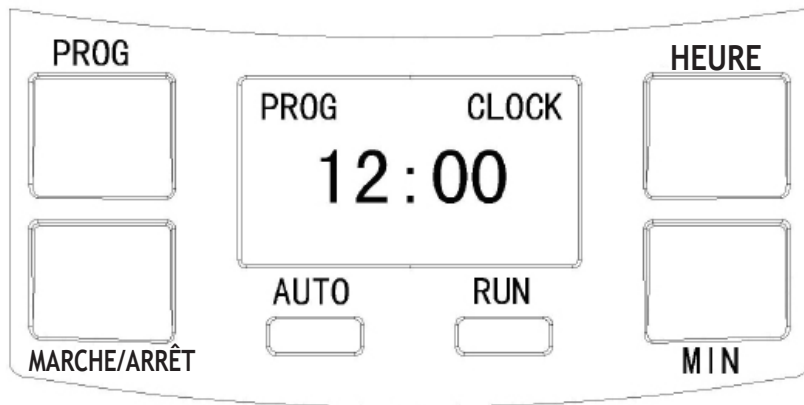 PROG
HEURE
PROG CLOCK
12:00
AUTO RUN
MARCHE/ARRÊT
MIN